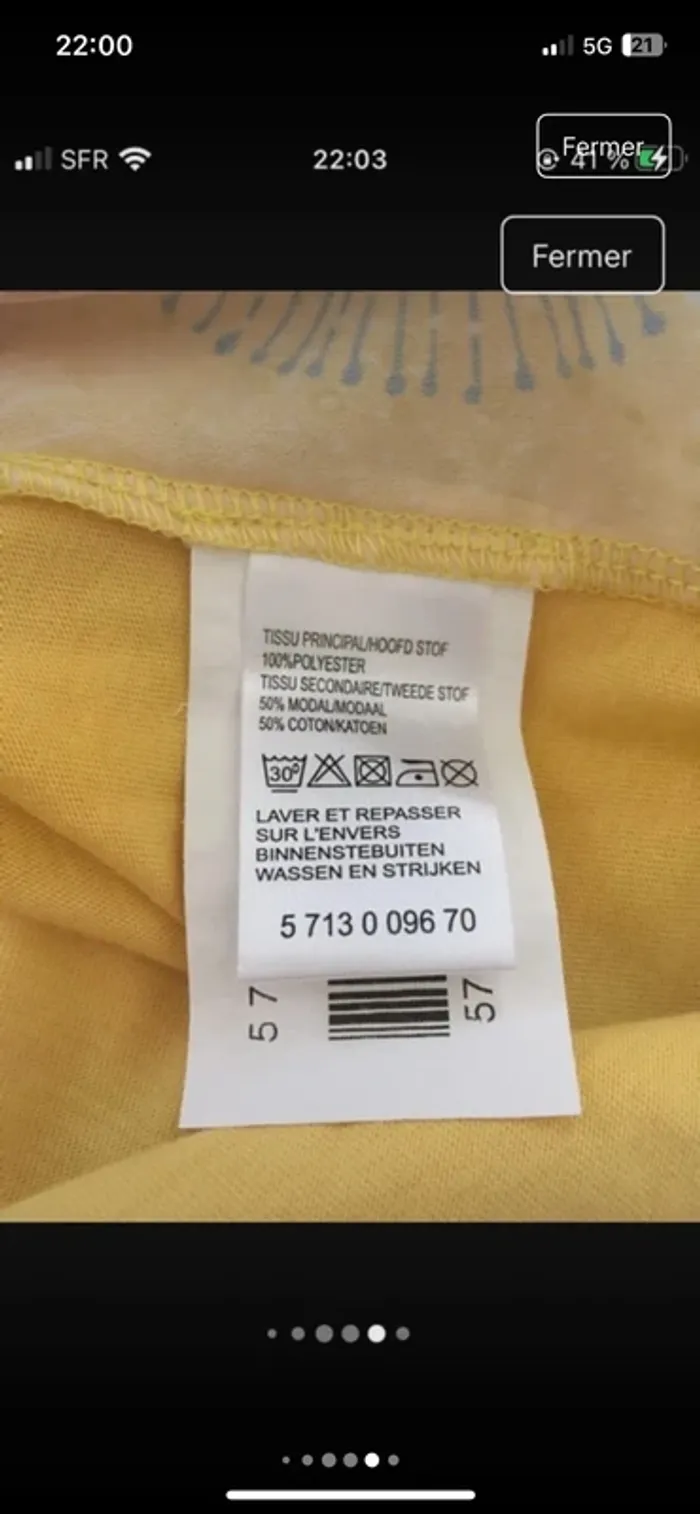 22:00
5G 21
SFR
22:03
41 %
Fermer
Fermer
TISSU PRINCIPAL/HOOFD STOF
100%POLYESTER
TISSU SECONDAIRE/TWEEDE STOF
50% MODAL/MODAAL
50% COTON/KATOEN
30°
LAVER ET REPASSER
SUR L'ENVERS
BINNENSTEBUITEN
WASSEN EN STRIJKEN
5 713 0 096 70
5 7
57